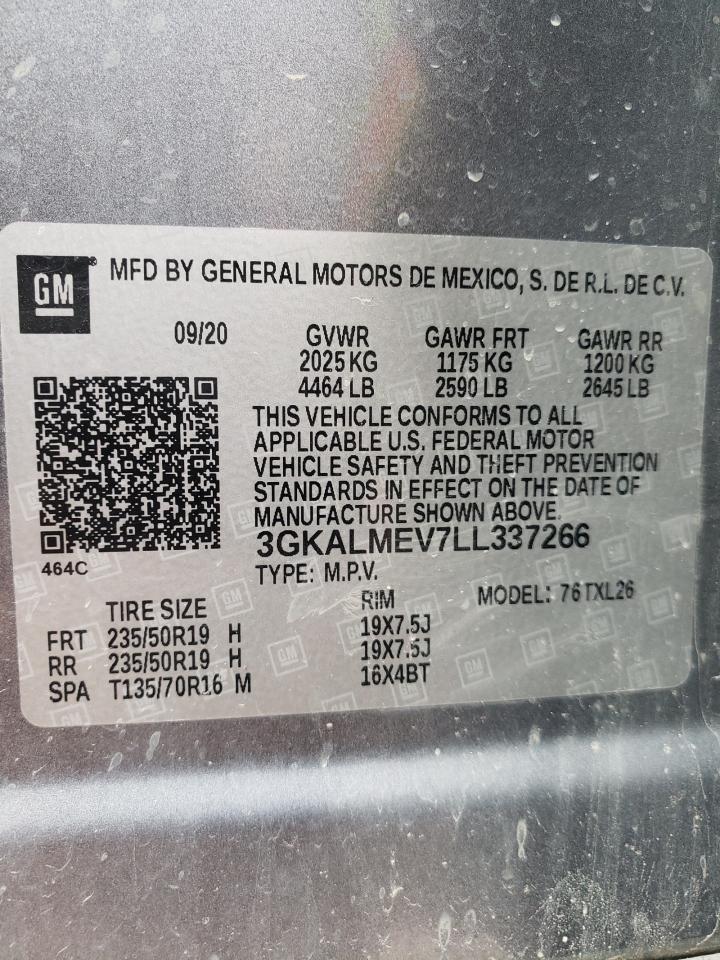 GM® MFD BY GENERAL MOTORS DE MEXICO, S. DE R.L. DE C.V.
09/20 GVWR GAWR FRT GAWR RR
2025 KG 1175 KG 1200 KG
4464 LB 2590 LB 2645 LB
THIS VEHICLE CONFORMS TO ALL
APPLICABLE U.S. FEDERAL MOTOR
VEHICLE SAFETY AND THEFT PREVENTION
STANDARDS IN EFFECT ON THE DATE OF
MANUFACTURE SHOWN ABOVE.
3GKALMEV7LL337266
464C
TYPE: M.P.V. MODEL: 76TXL26
TIRE SIZE RIM
FRT 235/50R19 H 19X7.5J
RR 235/50R19 H 19X7.5J
SPA T135/70R16 M 16X4BT